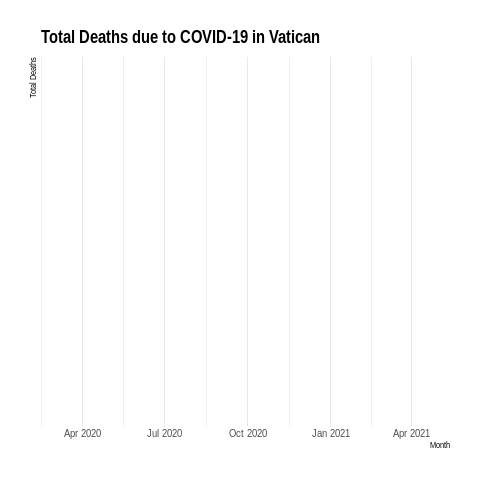 Total Deaths due to COVID-19 in Vatican
Total Deaths
Apr 2020 Jul 2020 Oct 2020 Jan 2021 Apr 2021
Month